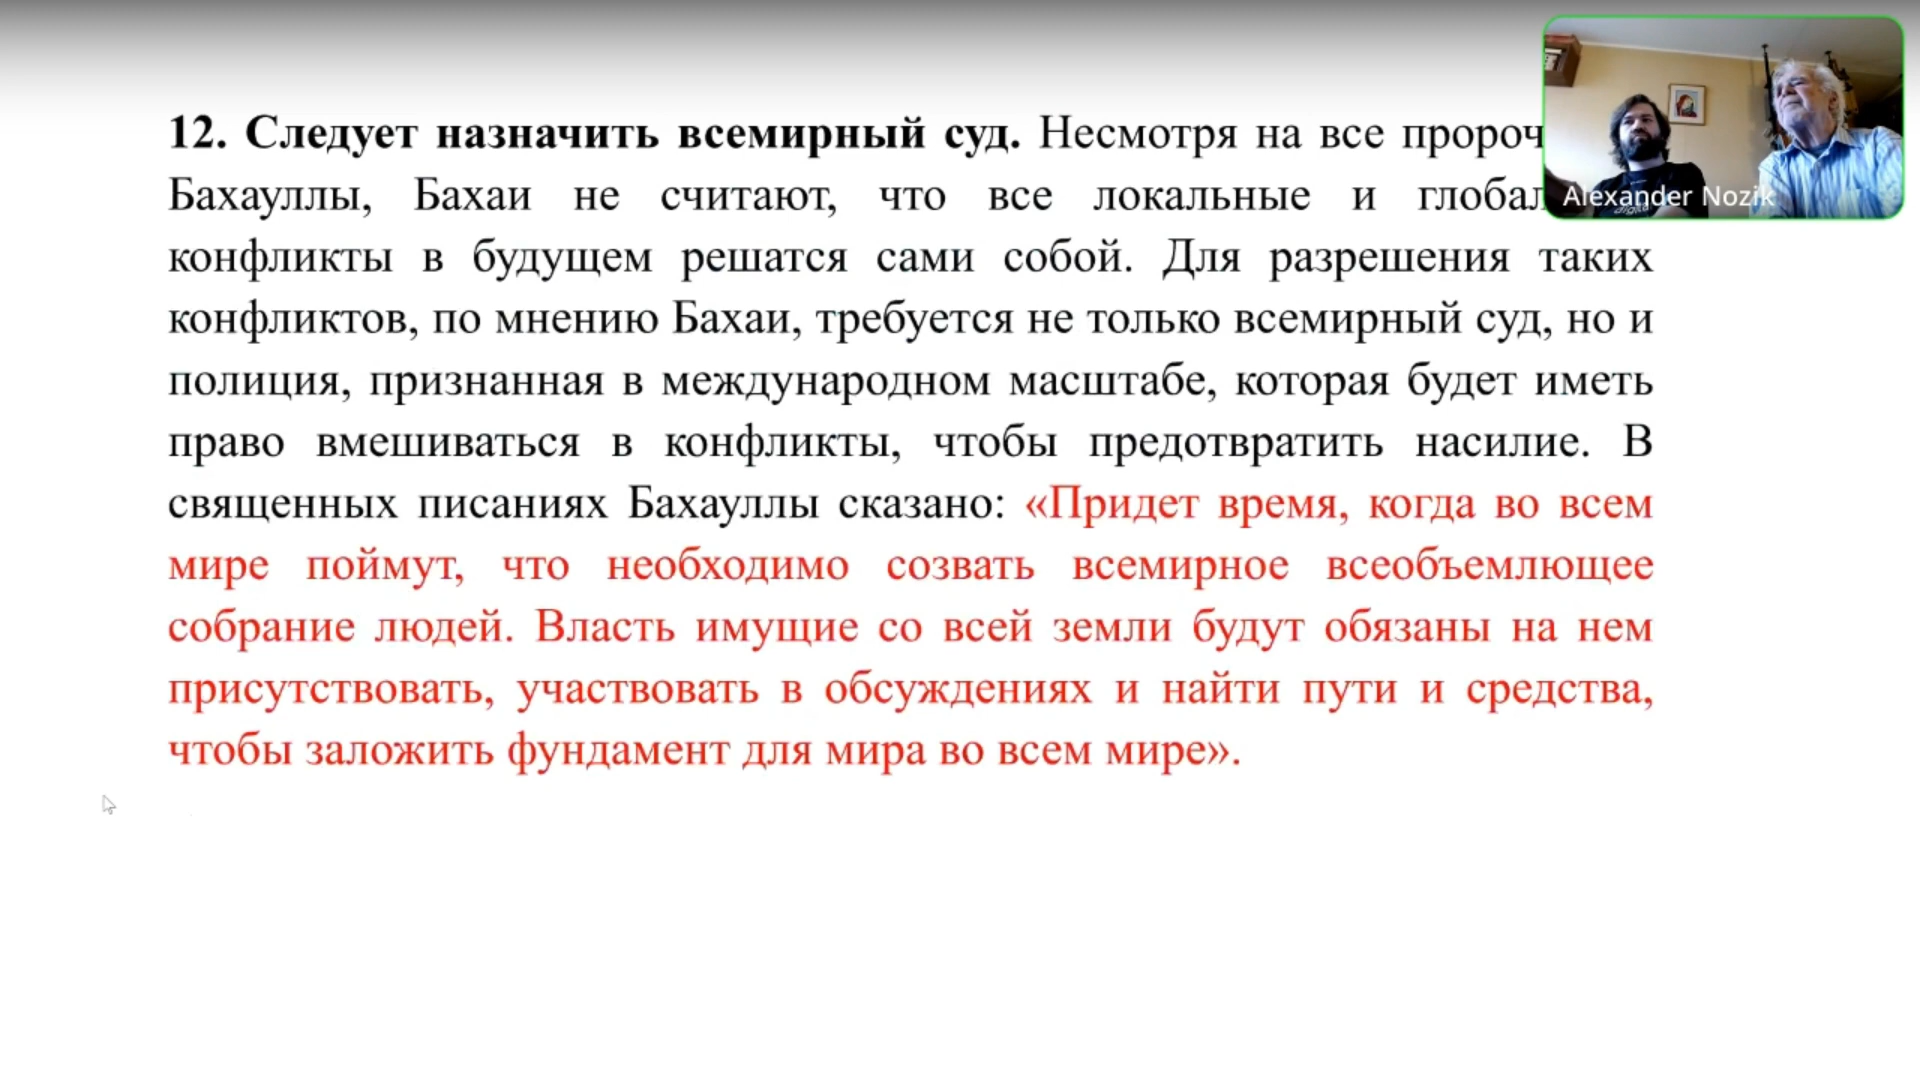 12. Следует назначить всемирный суд. Несмотря на все
Бахауллы, Бахаи не считают, что все локальные и
конфликты в будущем решатся сами собой. Для разрешения таких
конфликтов, по мнению Бахаи, требуется не только всемирный суд, но и
полиция, признанная в международном масштабе, которая будет иметь
право вмешиваться в конфликты, чтобы предотвратить насилие. В
священных писаниях Бахауллы сказано: «Придет время, когда во всем
мире поймут, что необходимо созвать всемирное всеобъемлющее
собрание людей. Власть имущие со всей земли будут обязаны на нем
присутствовать, участвовать в обсуждениях и найти пути и средства,
чтобы заложить фундамент для мира во всем мире».
Alexander Nozik